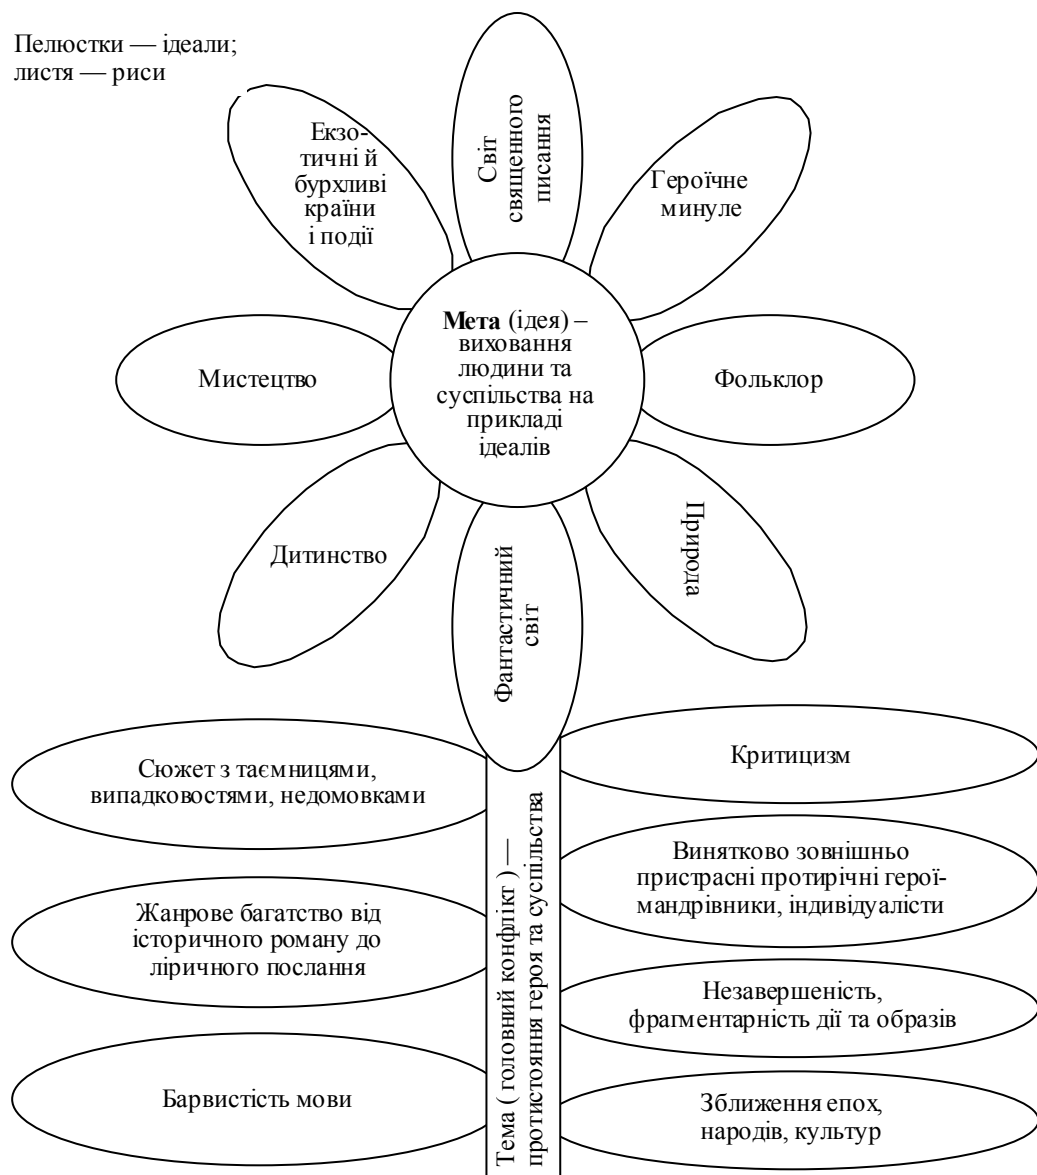 Пелюстки — ідеали;
листя — риси
Екзо-
тичні й
бурхливі
країни
і події
Світ
священного
писання
Героїчне
минуле
Мистецтво
Мета (ідея) –
виховання
людини та
суспільства на
прикладі
ідеалів
Фольклор
Дитинство
Фантастичний
світ
Природа
Сюжет з таємницями,
випадковостями, недомовками
Критицизм
Жанрове багатство від
історичного роману до
ліричного послання
Винятково зовнішньо
пристрасні протирічні герої-
мандрівники, індивідуалісти
Барвистість мови
Незавершеність,
фрагментарність дії та образів
Зближення епох,
народів, культур
Тема ( головний конфлікт ) —
протистояння героя та суспільства